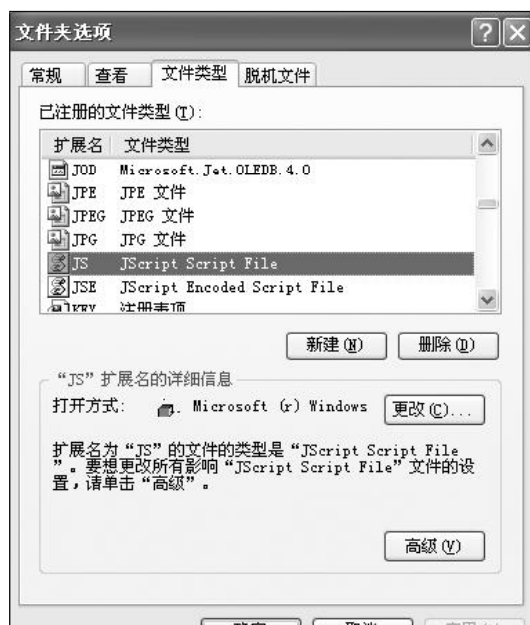 文件夹选项
常规 查看 文件类型 脱机文件
已注册的文件类型(T):
扩展名 文件类型
JOD Microsoft.Jet.OLEDB.4.0
JPE JPE 文件
JPEG JPEG 文件
JPG JPG 文件
JS JScript Script File
JSE JScript Encoded Script File
KEY 注册表项
新建(N) 删除(D)
“JS”扩展名的详细信息
打开方式: Microsoft (r) Windows 更改(C)...
扩展名为“JS”的文件的类型是“JScript Script File
”。要想更改所有影响“JScript Script File”文件的设
置,请单击“高级”。
高级(V)